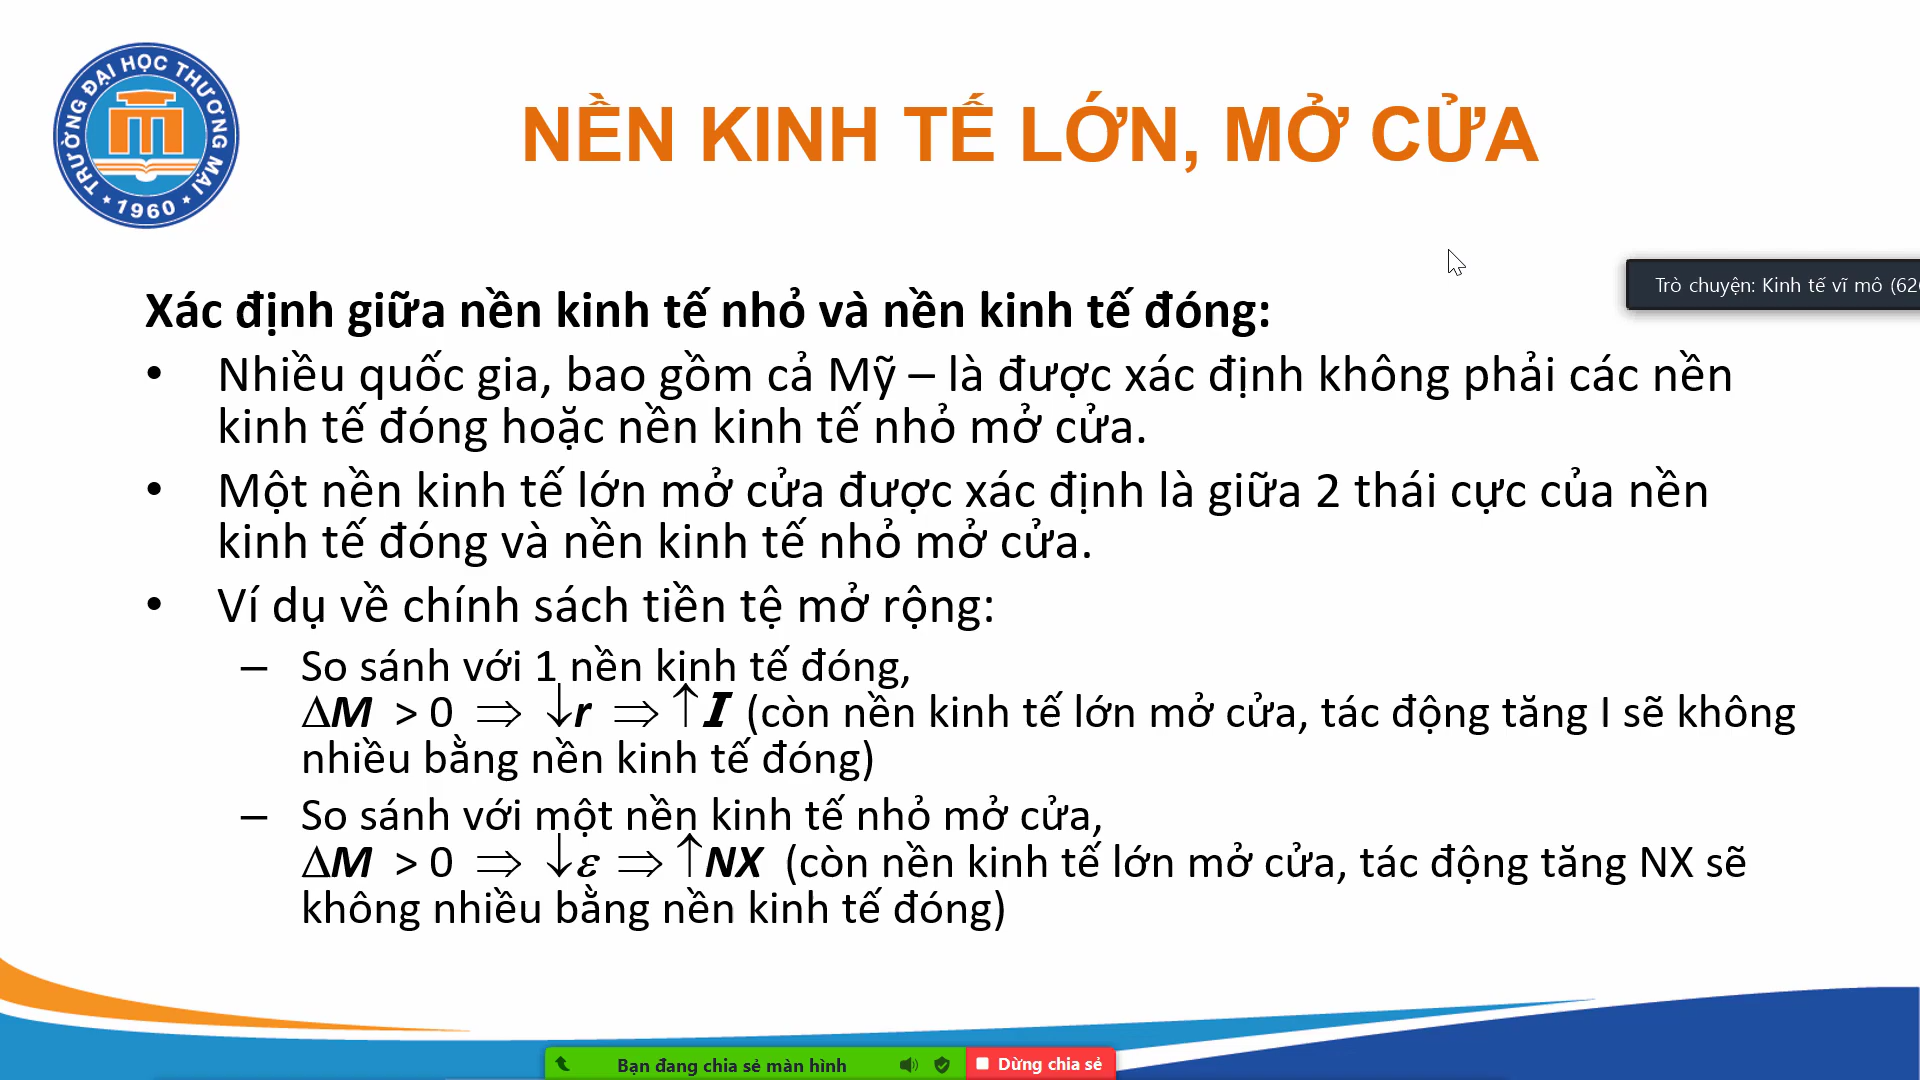 TRƯỜNG ĐẠI HỌC THƯƠNG MẠI
1960
NỀN KINH TẾ LỚN, MỞ CỬA
Trò chuyện: Kinh tế vĩ mô (62
Xác định giữa nền kinh tế nhỏ và nền kinh tế đóng:
• Nhiều quốc gia, bao gồm cả Mỹ – là được xác định không phải các nền
kinh tế đóng hoặc nền kinh tế nhỏ mở cửa.
• Một nền kinh tế lớn mở cửa được xác định là giữa 2 thái cực của nền
kinh tế đóng và nền kinh tế nhỏ mở cửa.
• Ví dụ về chính sách tiền tệ mở rộng:
– So sánh với 1 nền kinh tế đóng,
ΔM > 0 ⇒ ↓r ⇒ ↑I (còn nền kinh tế lớn mở cửa, tác động tăng I sẽ không
nhiều bằng nền kinh tế đóng)
– So sánh với một nền kinh tế nhỏ mở cửa,
ΔM > 0 ⇒ ↓ε ⇒ ↑NX (còn nền kinh tế lớn mở cửa, tác động tăng NX sẽ
không nhiều bằng nền kinh tế đóng)
Bạn đang chia sẻ màn hình
Dừng chia sẻ